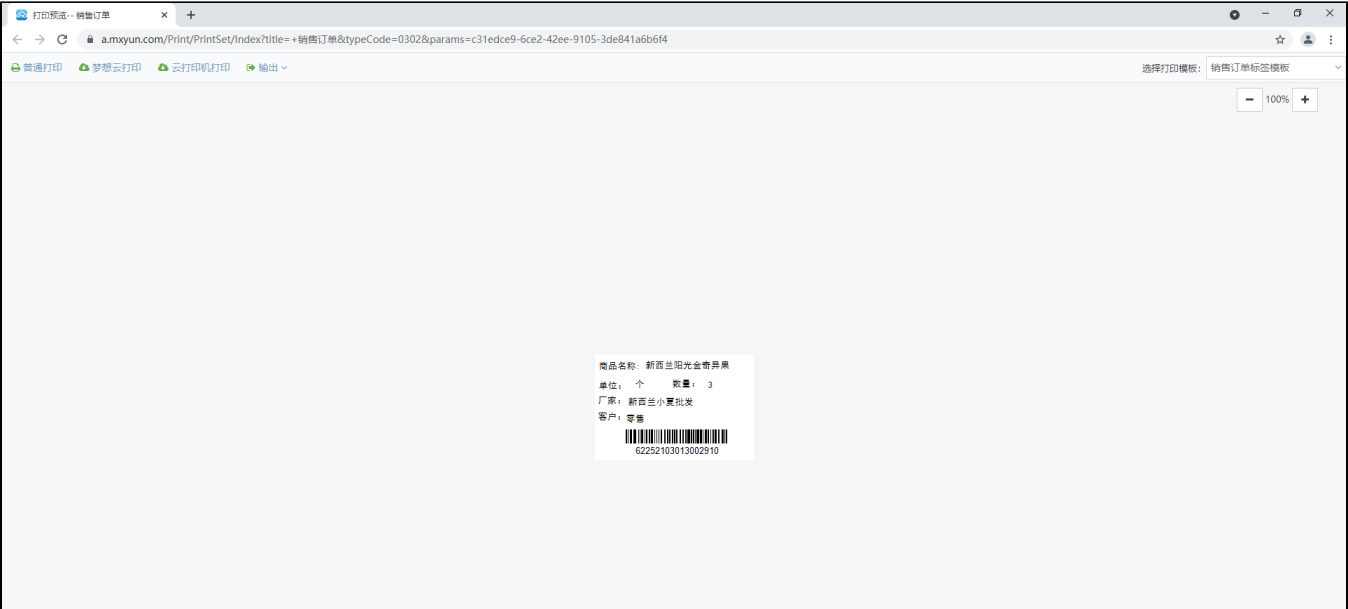 打印预览-- 销售订单
a.mxyun.com/Print/PrintSet/Index?title=+销售订单&typeCode=0302&params=c31edce9-6ce2-42ee-9105-3de841a6b6f4
普通打印 梦想云打印 云打印机打印 输出 选择打印模板: 销售订单标签模板
100%
商品名称: 新西兰阳光金奇异果
单位: 个 数量: 3
厂家: 新西兰小夏批发
客户: 零售
62252103013002910